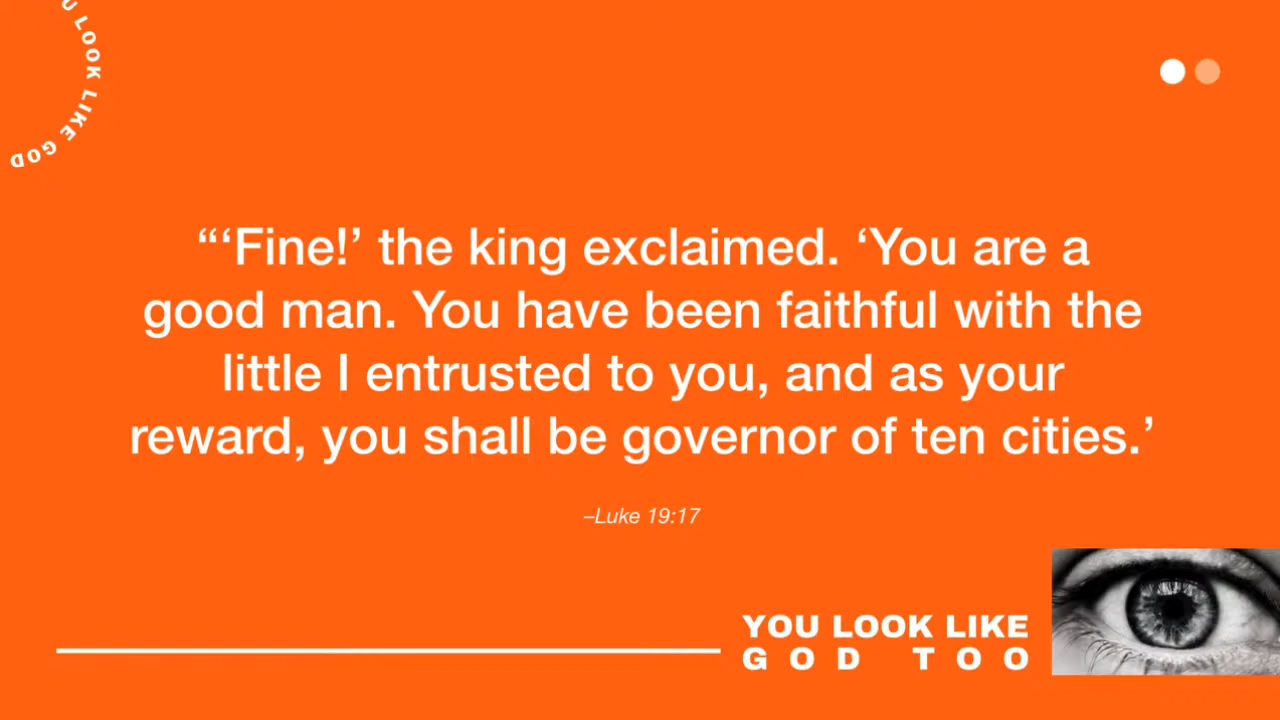 U LOOK LIKE GOD
“‘Fine!’ the king exclaimed. ‘You are a
good man. You have been faithful with the
little I entrusted to you, and as your
reward, you shall be governor of ten cities.’
–Luke 19:17
YOU LOOK LIKE
GOD TOO